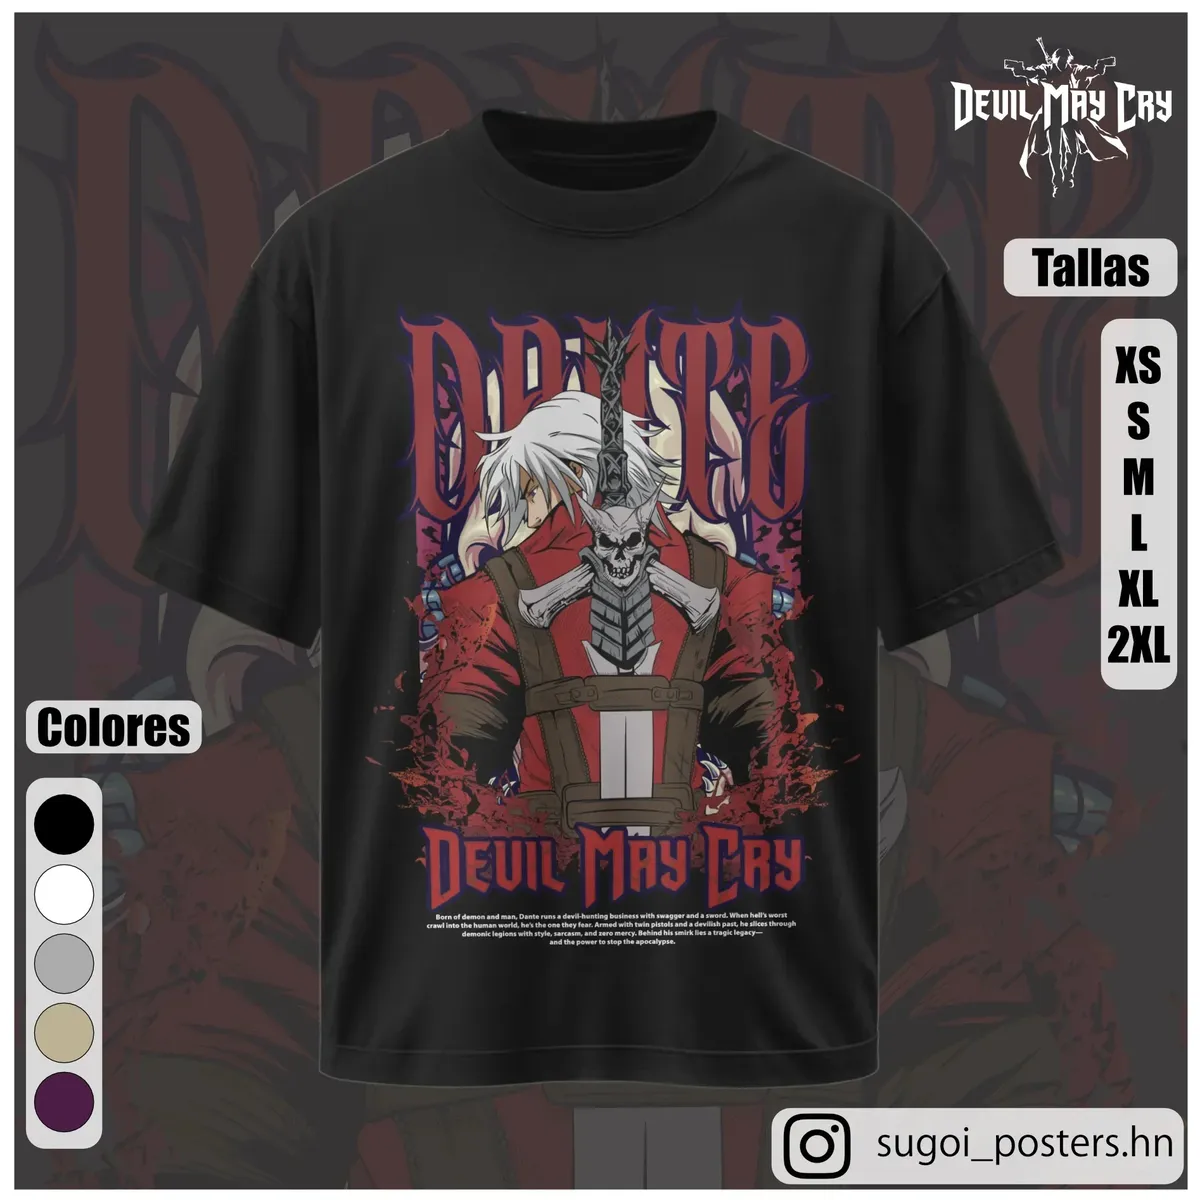 DEVIL MAY CRY
Tallas
XS
S
M
L
XL
2XL
DANTE
DEVIL MAY CRY
Born of demon and man, Dante runs a devil-hunting business with swagger and a sword. When hell's worst
crawl into the human world, he's the one they fear. Armed with twin pistols and a devilish past, he slices through
demonic legions with style, sarcasm, and zero mercy. Behind his smirk lies a tragic legacy—
and the power to stop the apocalypse.
Colores
sugoi_posters.hn